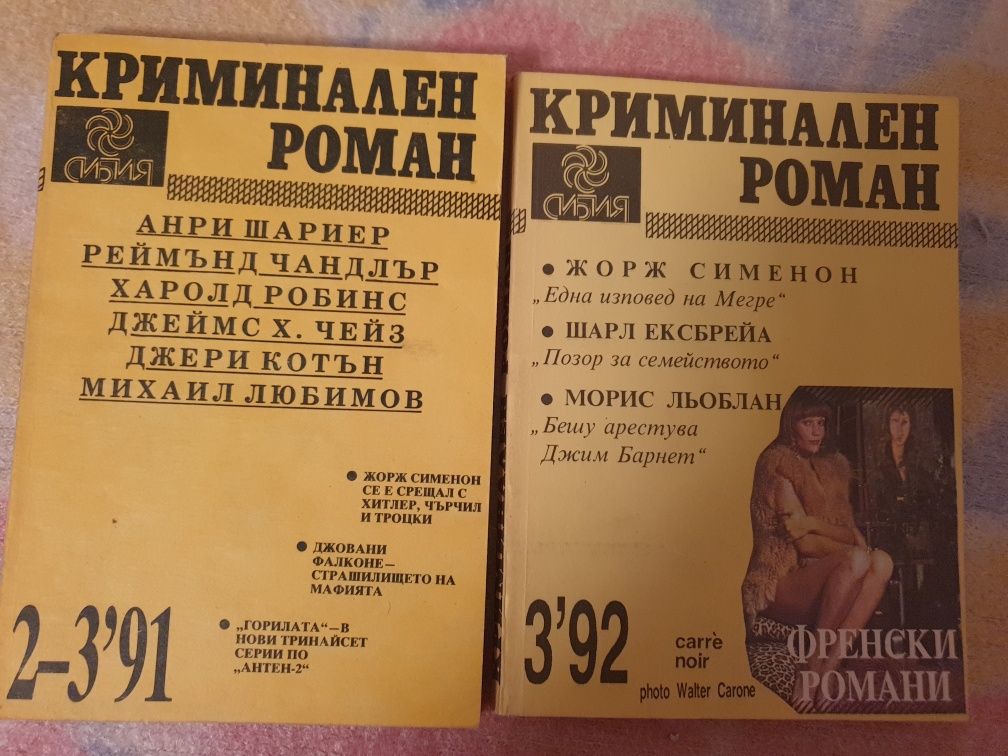 КРИМИНАЛЕН
РОМАН
СИБИЯ
АНРИ ШАРИЕР
РЕЙМЪНД ЧАНДЛЪР
ХАРОЛД РОБИНС
ДЖЕЙМС Х. ЧЕЙЗ
ДЖЕРИ КОТЪН
МИХАИЛ ЛЮБИМОВ
● ЖОРЖ СИМЕНОН
СЕ Е СРЕЩАЛ С
ХИТЛЕР, ЧЪРЧИЛ
И ТРОЦКИ
● ДЖОВАНИ
ФАЛКОНЕ–
СТРАШИЛИЩЕТО НА
МАФИЯТА
● „ГОРИЛАТА“–В
НОВИ ТРИНАЙСЕТ
СЕРИИ ПО
„АНТЕН-2“
2–3’91
КРИМИНАЛЕН
РОМАН
СИБИЯ
● ЖОРЖ СИМЕНОН
„Една изповед на Мегре“
● ШАРЛ ЕКСБРЕЙА
„Позор за семейството“
● МОРИС ЛЬОБЛАН
„Бешу арестува
Джим Барнет“
3’92
carrè
noir
photo Walter Carone
ФРЕНСКИ
РОМАНИ